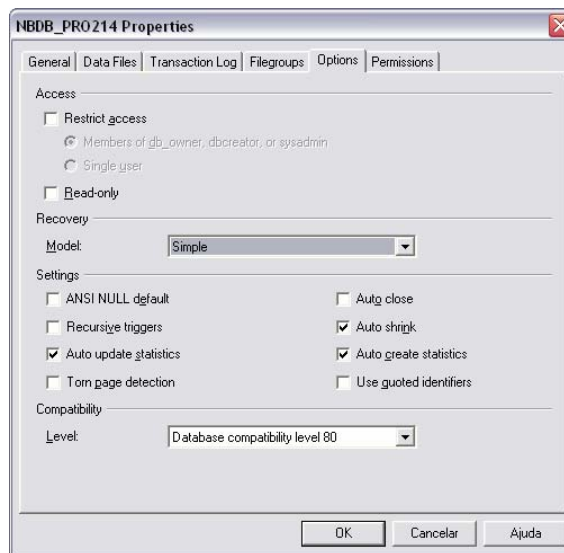 NBDB_PRO214 Properties
General Data Files Transaction Log Filegroups Options Permissions
Access
Restrict access
Members of db_owner, dbcreator, or sysadmin
Single user
Read-only
Recovery
Model: Simple
Settings
ANSI NULL default Auto close
Recursive triggers Auto shrink
Auto update statistics Auto create statistics
Torn page detection Use quoted identifiers
Compatibility
Level: Database compatibility level 80
OK Cancelar Ajuda